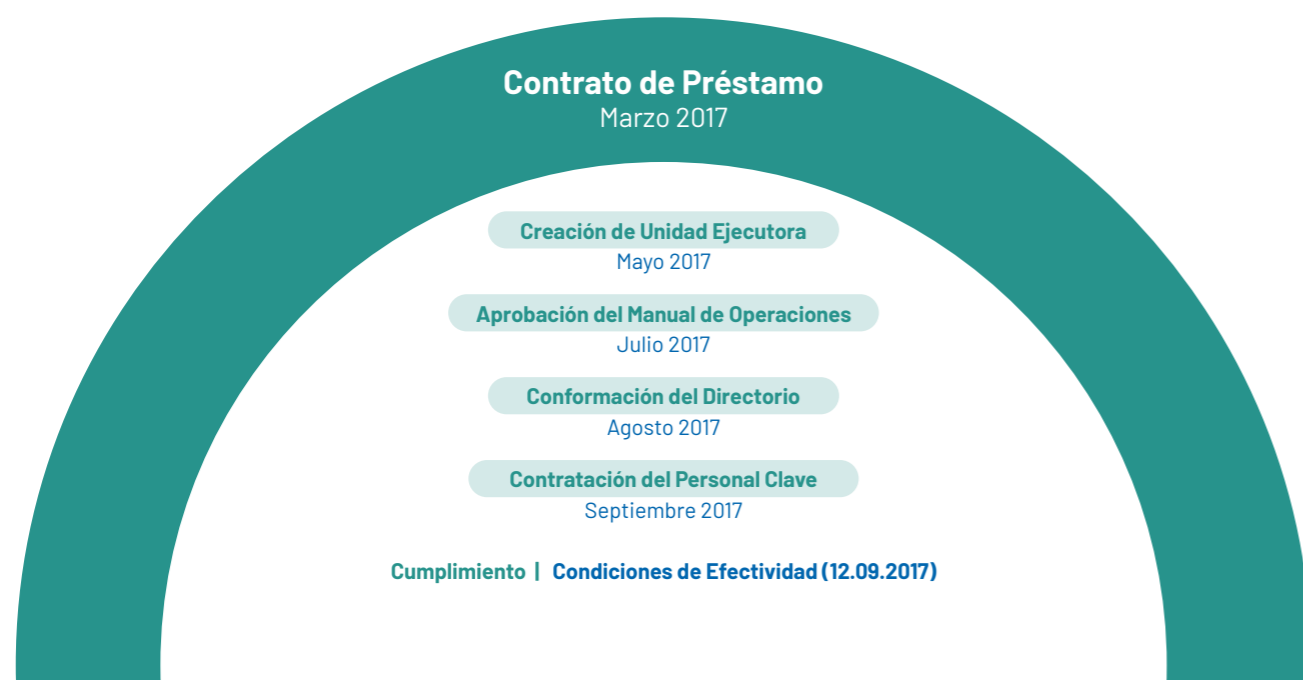 Contrato de Préstamo
Marzo 2017
Creación de Unidad Ejecutora
Mayo 2017
Aprobación del Manual de Operaciones
Julio 2017
Conformación del Directorio
Agosto 2017
Contratación del Personal Clave
Septiembre 2017
Cumplimiento | Condiciones de Efectividad (12.09.2017)